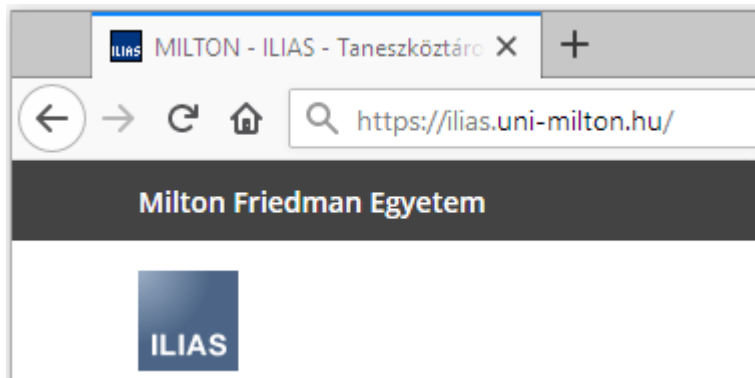 ILIAS MILTON - ILIAS - Taneszköztáro
https://ilias.uni-milton.hu/
Milton Friedman Egyetem
ILIAS